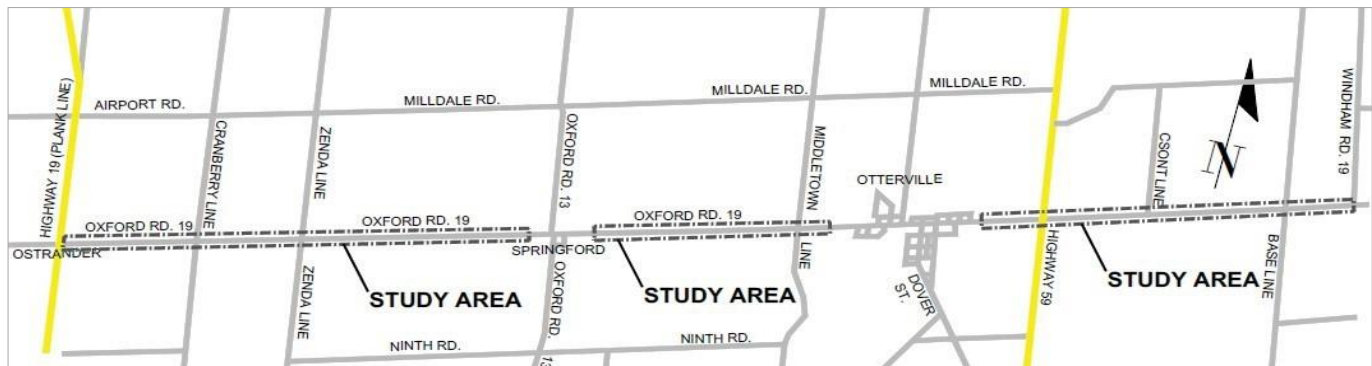 AIRPORT RD.
MILLDALE RD.
MILLDALE RD.
MILLDALE RD.
HIGHWAY 19 (PLANK LINE)
CRANBERRY LINE
ZENDA LINE
OXFORD RD. 13
MIDDLETOWN
LINE
CSONT LINE
WINDHAM RD. 19
N
OTTERVILLE
OXFORD RD. 19
OXFORD RD. 19
OXFORD RD. 19
OSTRANDER
SPRINGFORD
ZENDA LINE
OXFORD RD.
13
STUDY AREA
STUDY AREA
STUDY AREA
DOVER
ST.
HIGHWAY 59
BASE LINE
NINTH RD.
NINTH RD.